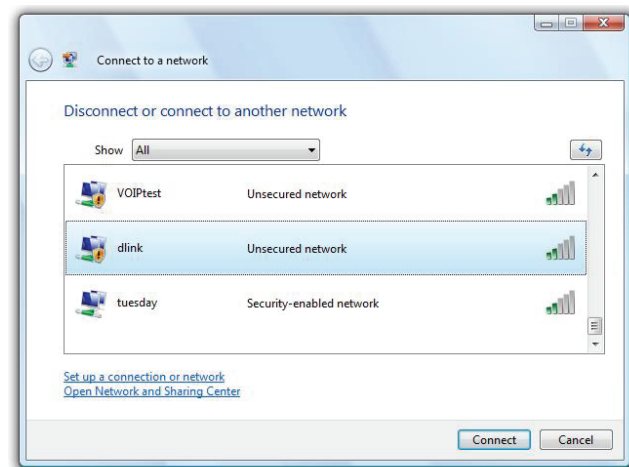 Connect to a network
Disconnect or connect to another network
Show All
VOIPtest Unsecured network
dlink Unsecured network
tuesday Security-enabled network
Set up a connection or network
Open Network and Sharing Center
Connect Cancel